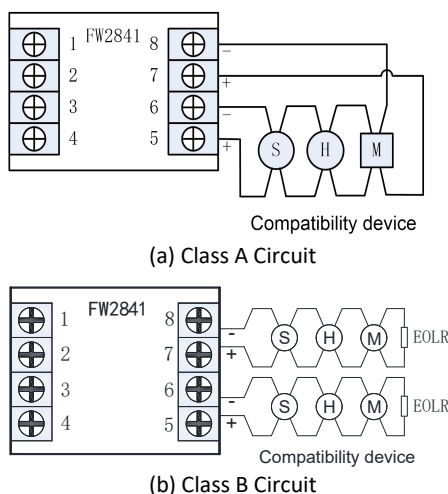 1 FW2841 8 −
2 7 +
3 6 −
4 5 +
S H M
Compatibility device
(a) Class A Circuit
1 FW2841 8
-
S H M EOLR
2 7 +
3 6
-
S H M EOLR
4 5 +
Compatibility device
(b) Class B Circuit